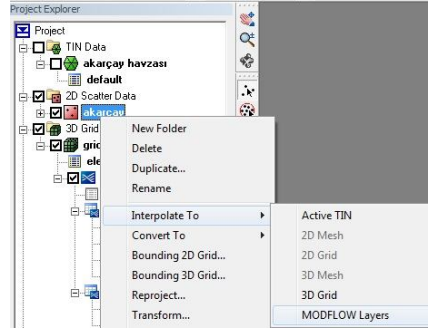 Project Explorer
Project
TIN Data
akarçay havzası
default
2D Scatter Data
akarçay
3D Grid
grid
ele
New Folder
Delete
Duplicate...
Rename
Interpolate To
Convert To
Bounding 2D Grid...
Bounding 3D Grid...
Reproject...
Transform...
Active TIN
2D Mesh
2D Grid
3D Mesh
3D Grid
MODFLOW Layers